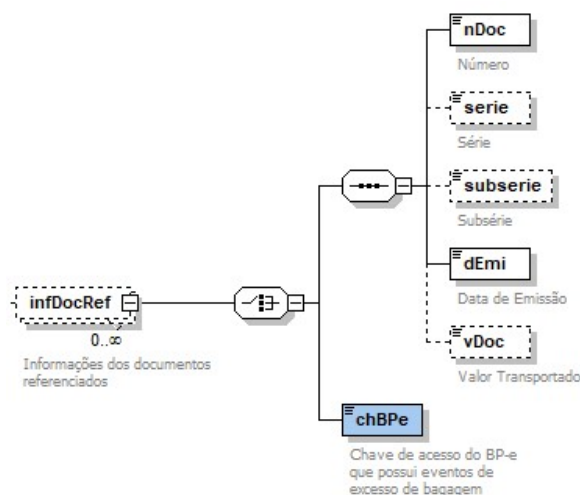 nDoc
Número
serie
Série
subserie
Subsérie
dEmi
Data de Emissão
vDoc
Valor Transportado
infDocRef
0..∞
Informações dos documentos
referenciados
chBPe
Chave de acesso do BP-e
que possui eventos de
excesso de bagagem